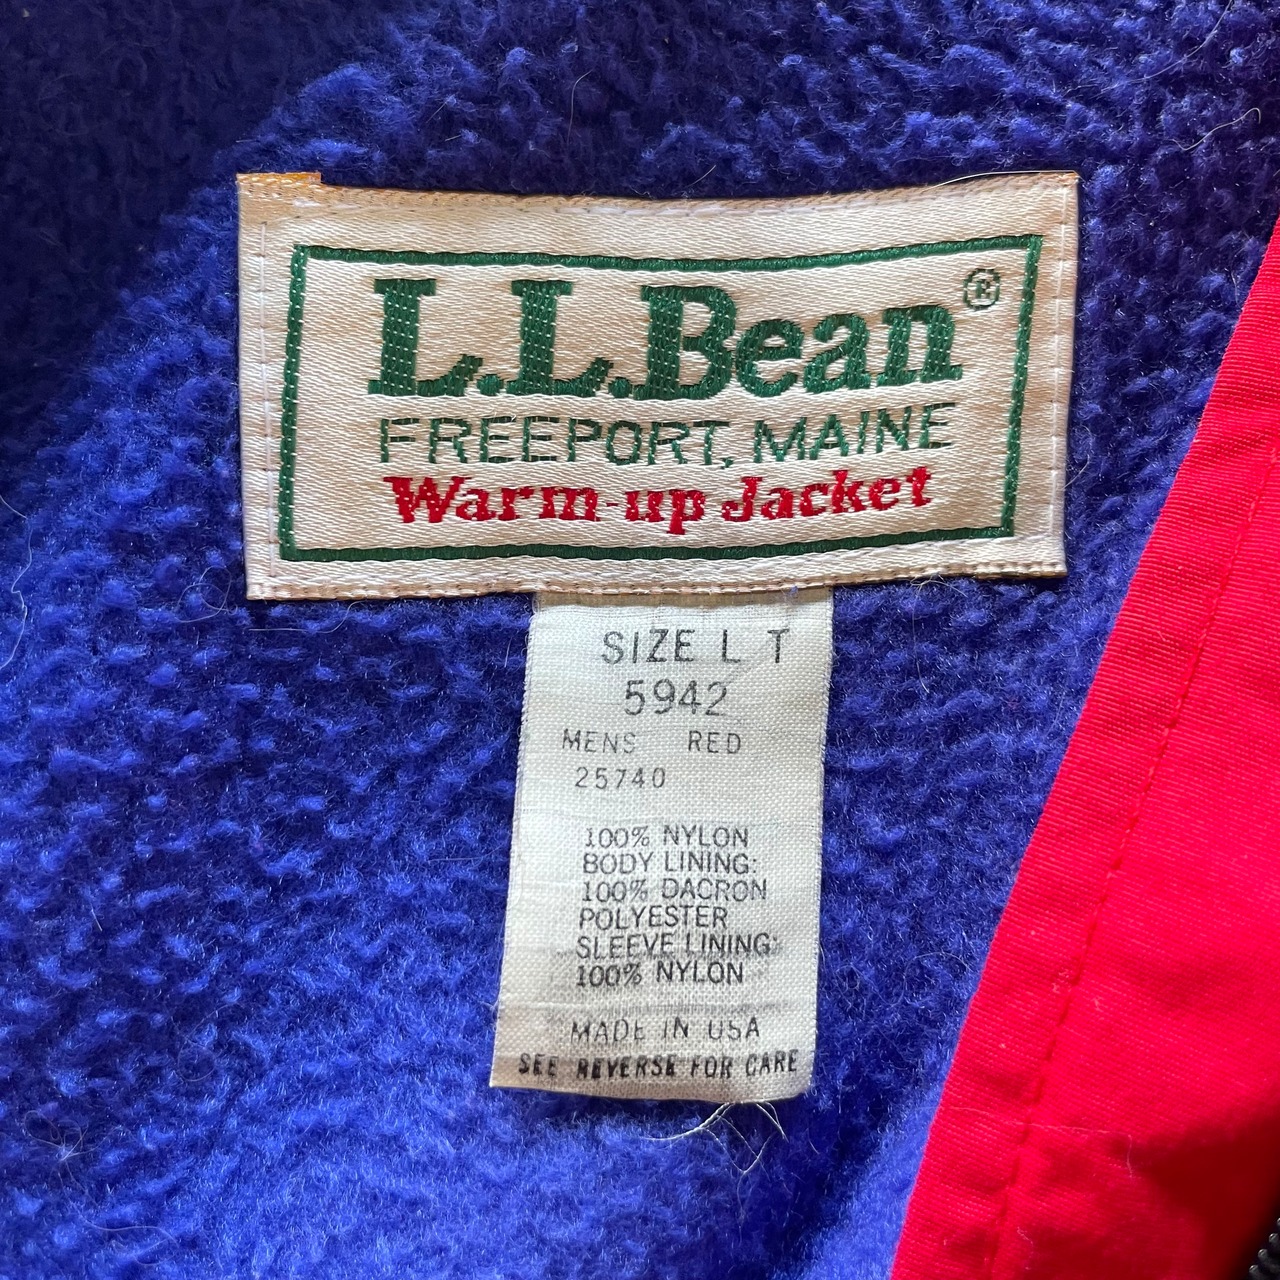 L.L.Bean®
FREEPORT, MAINE
Warm-up Jacket
SIZE L T
5942
MENS RED
25740
100% NYLON
BODY LINING:
100% DACRON
POLYESTER
SLEEVE LINING:
100% NYLON
MADE IN USA
SEE REVERSE FOR CARE